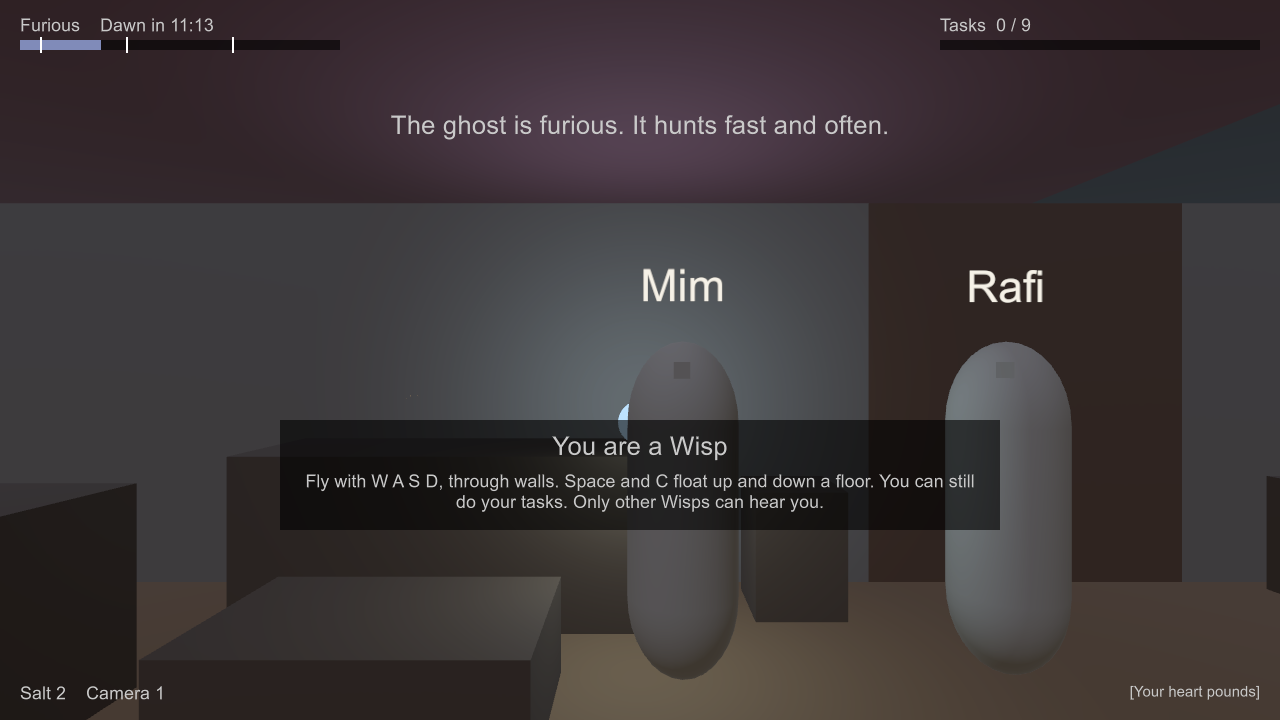 Furious Dawn in 11:13
Tasks 0 / 9
The ghost is furious. It hunts fast and often.
Mim
Rafi
You are a Wisp
Fly with W A S D, through walls. Space and C float up and down a floor. You can still
do your tasks. Only other Wisps can hear you.
Salt 2 Camera 1
[Your heart pounds]